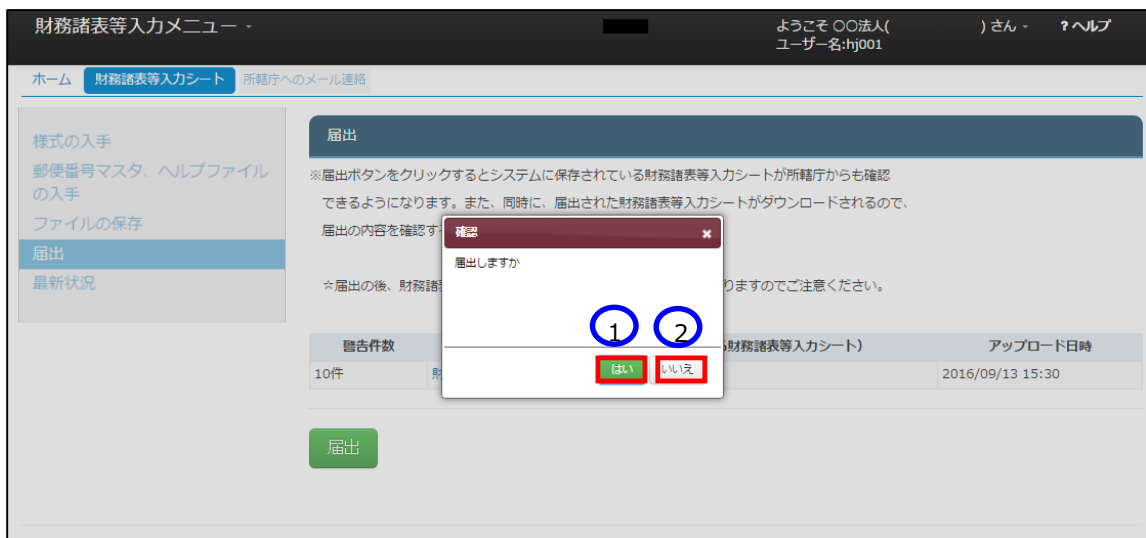 財務諸表等入力メニュー
ようこそ 〇〇法人( )さん
?ヘルプ
ユーザー名:hj001
ホーム 財務諸表等入力シート 所轄庁へのメール連絡
様式の入手
郵便番号マスタ、ヘルプファイル
の入手
ファイルの保存
届出
最新状況
届出
※届出ボタンをクリックするとシステムに保存されている財務諸表等入力シートが所轄庁からも確認
できるようになります。また、同時に、届出された財務諸表等入力シートがダウンロードされるので、
届出の内容を確認す
☆届出の後、財務諸
りますのでご注意ください。
確認 ×
届出しますか
1 2
はい いいえ
警告件数 財務諸表等入力シート) アップロード日時
10件 財 2016/09/13 15:30
届出